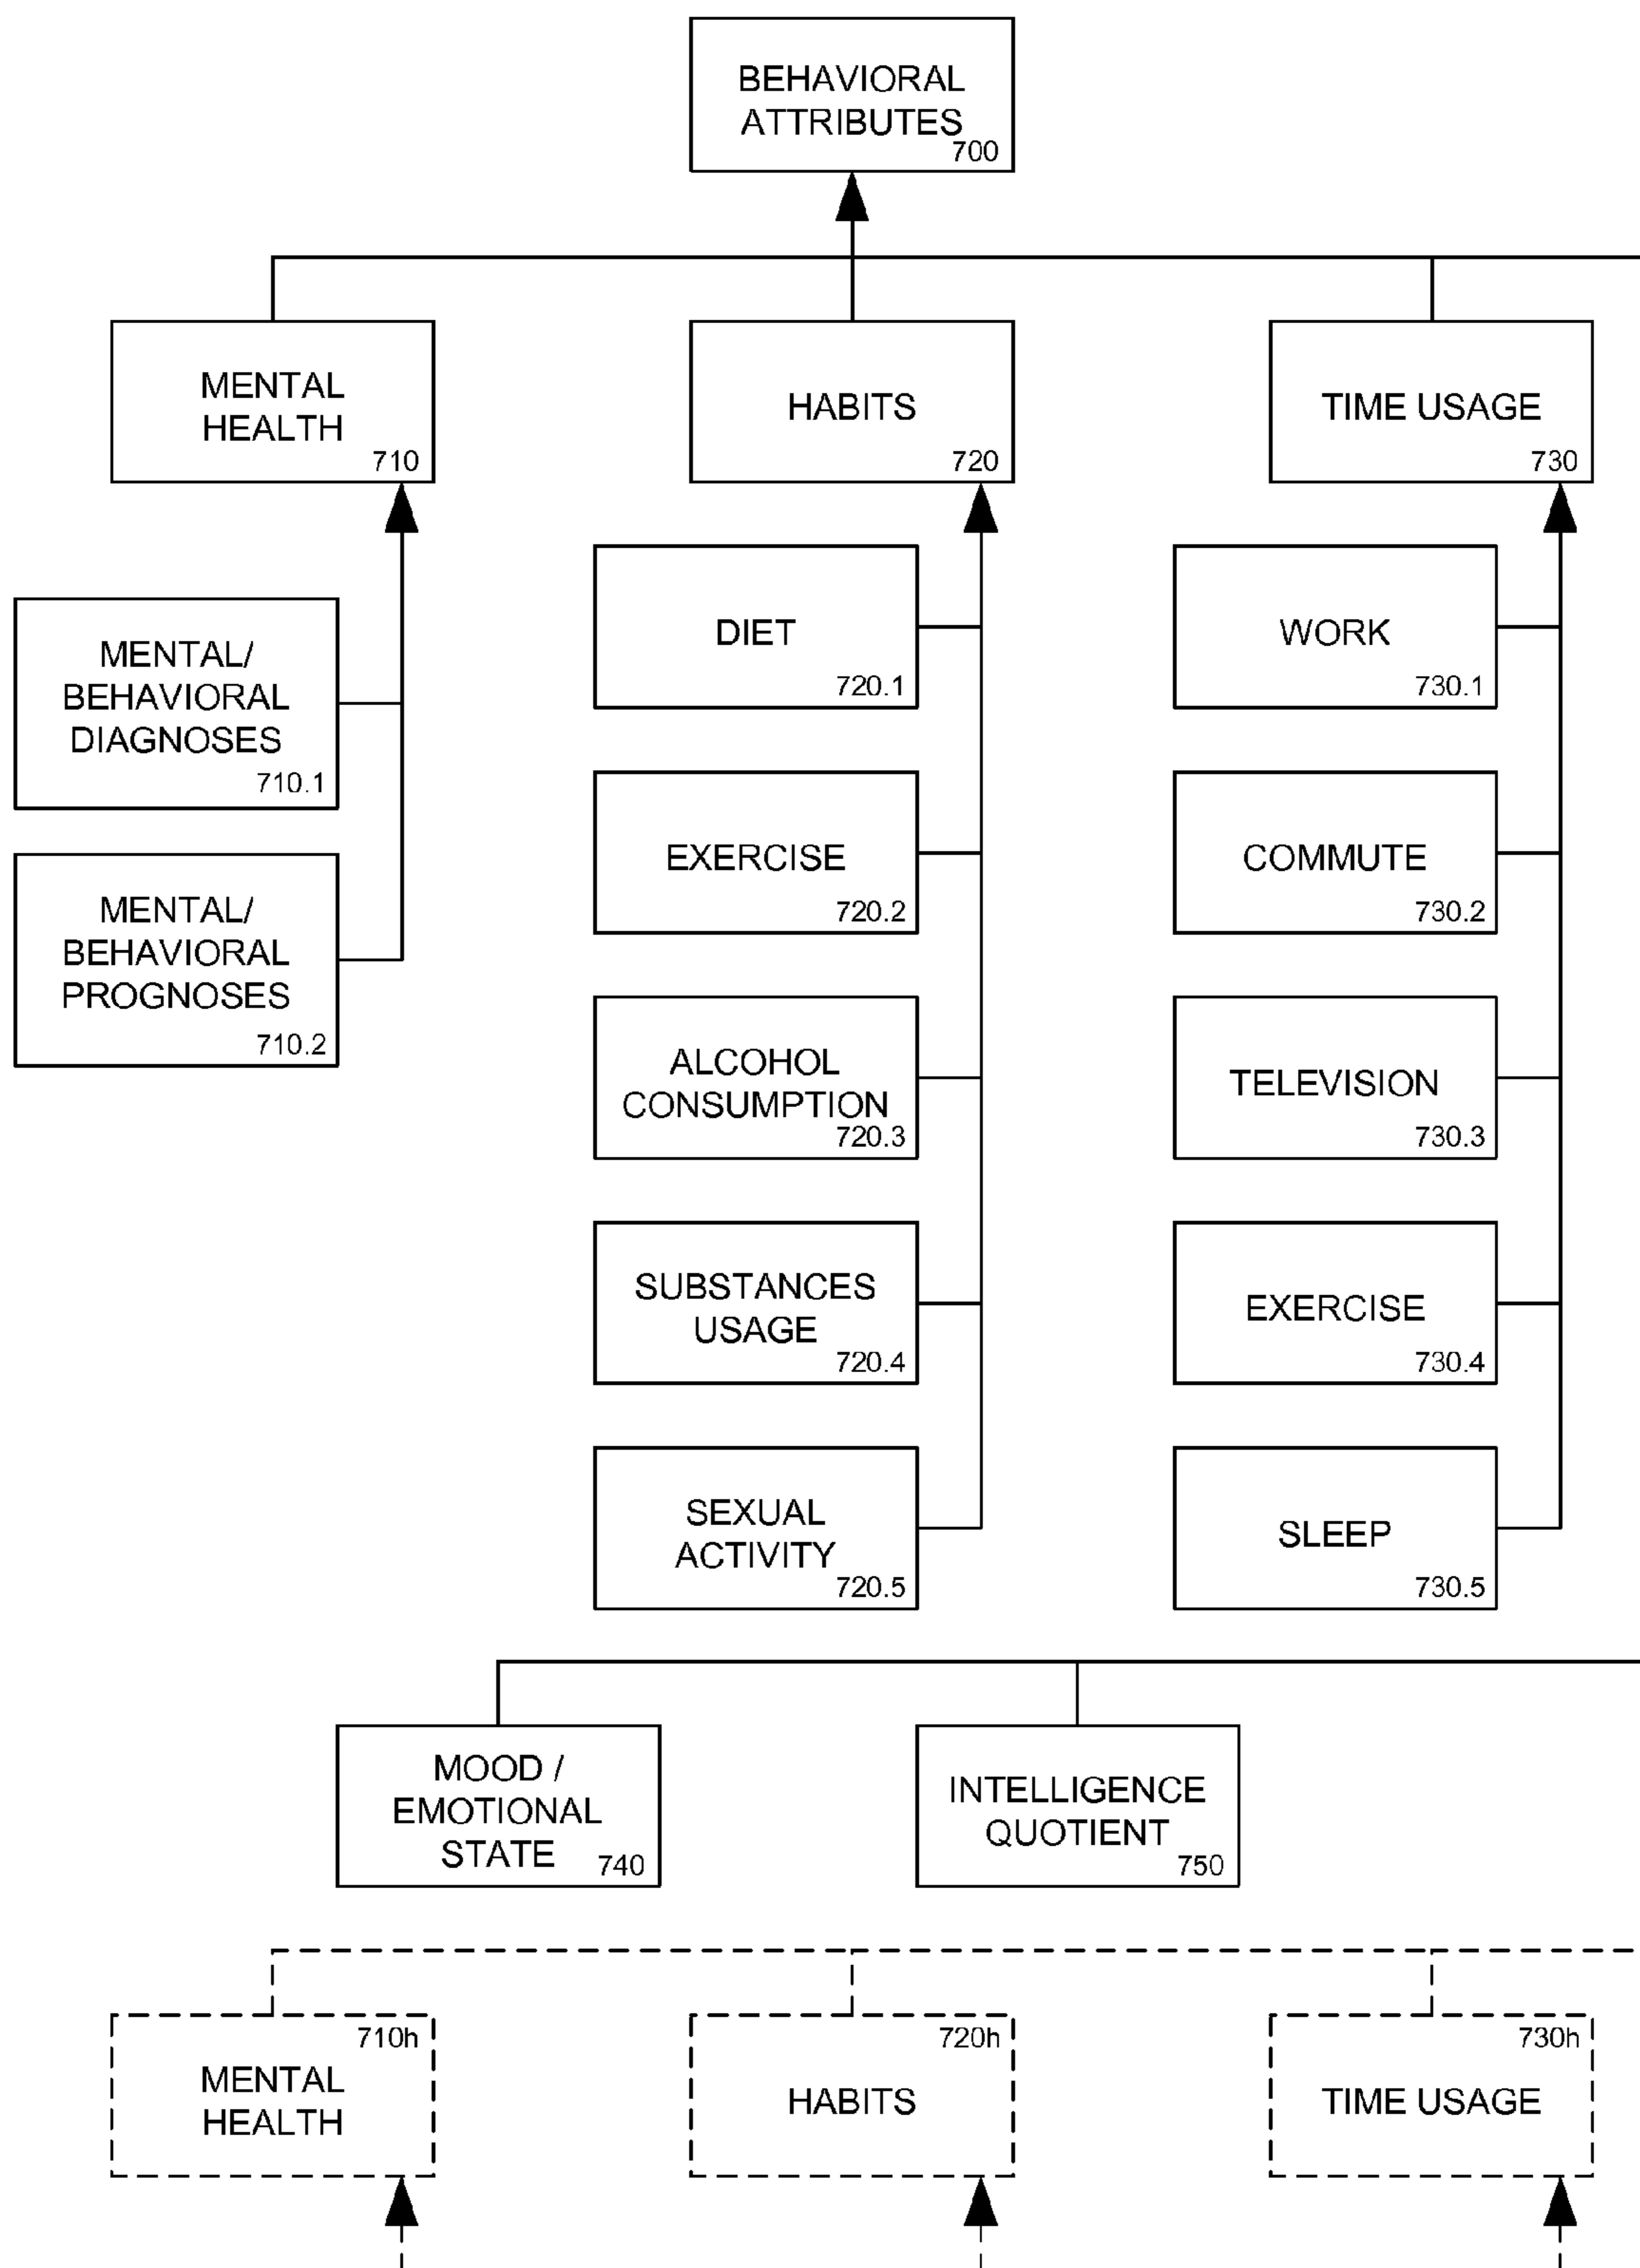 BEHAVIORAL
ATTRIBUTES
700
MENTAL
HEALTH
710
HABITS
720
TIME USAGE
730
MENTAL/
BEHAVIORAL
DIAGNOSES
710.1
MENTAL/
BEHAVIORAL
PROGNOSES
710.2
DIET
720.1
EXERCISE
720.2
ALCOHOL
CONSUMPTION
720.3
SUBSTANCES
USAGE
720.4
SEXUAL
ACTIVITY
720.5
WORK
730.1
COMMUTE
730.2
TELEVISION
730.3
EXERCISE
730.4
SLEEP
730.5
MOOD /
EMOTIONAL
STATE
740
INTELLIGENCE
QUOTIENT
750
710h
MENTAL
HEALTH
720h
HABITS
730h
TIME USAGE